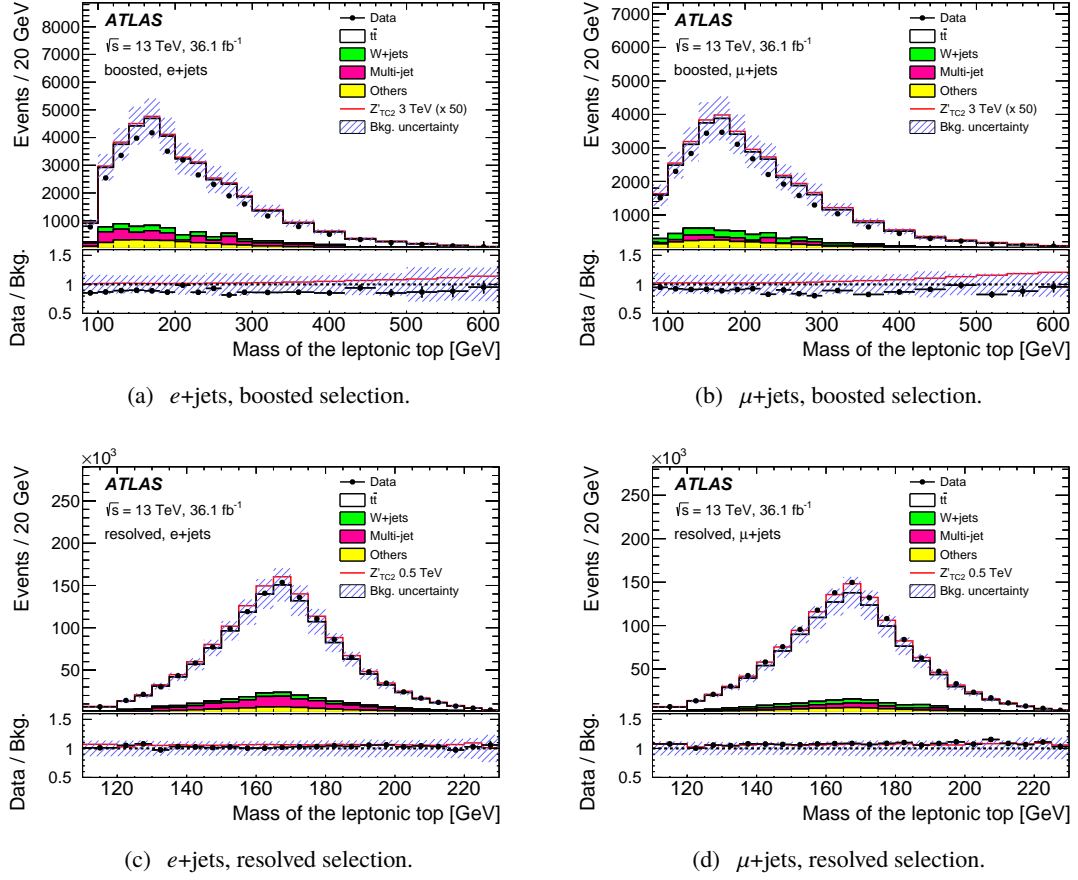 Events / 20 GeV
8000
7000
6000
5000
4000
3000
2000
1000
ATLAS
√s = 13 TeV, 36.1 fb-1
boosted, e+jets
Data
tt̄
W+jets
Multi-jet
Others
Z'TC2 3 TeV (x 50)
Bkg. uncertainty
Data / Bkg.
1.5
1
0.5
100 200 300 400 500 600
Mass of the leptonic top [GeV]
(a) e+jets, boosted selection.
Events / 20 GeV
7000
6000
5000
4000
3000
2000
1000
ATLAS
√s = 13 TeV, 36.1 fb-1
boosted, μ+jets
Data
tt̄
W+jets
Multi-jet
Others
Z'TC2 3 TeV (x 50)
Bkg. uncertainty
Data / Bkg.
1.5
1
0.5
100 200 300 400 500 600
Mass of the leptonic top [GeV]
(b) μ+jets, boosted selection.
×103
Events / 20 GeV
250
200
150
100
50
ATLAS
√s = 13 TeV, 36.1 fb-1
resolved, e+jets
Data
tt̄
W+jets
Multi-jet
Others
Z'TC2 0.5 TeV
Bkg. uncertainty
Data / Bkg.
1.5
1
0.5
120 140 160 180 200 220
Mass of the leptonic top [GeV]
(c) e+jets, resolved selection.
×103
Events / 20 GeV
250
200
150
100
50
ATLAS
√s = 13 TeV, 36.1 fb-1
resolved, μ+jets
Data
tt̄
W+jets
Multi-jet
Others
Z'TC2 0.5 TeV
Bkg. uncertainty
Data / Bkg.
1.5
1
0.5
120 140 160 180 200 220
Mass of the leptonic top [GeV]
(d) μ+jets, resolved selection.